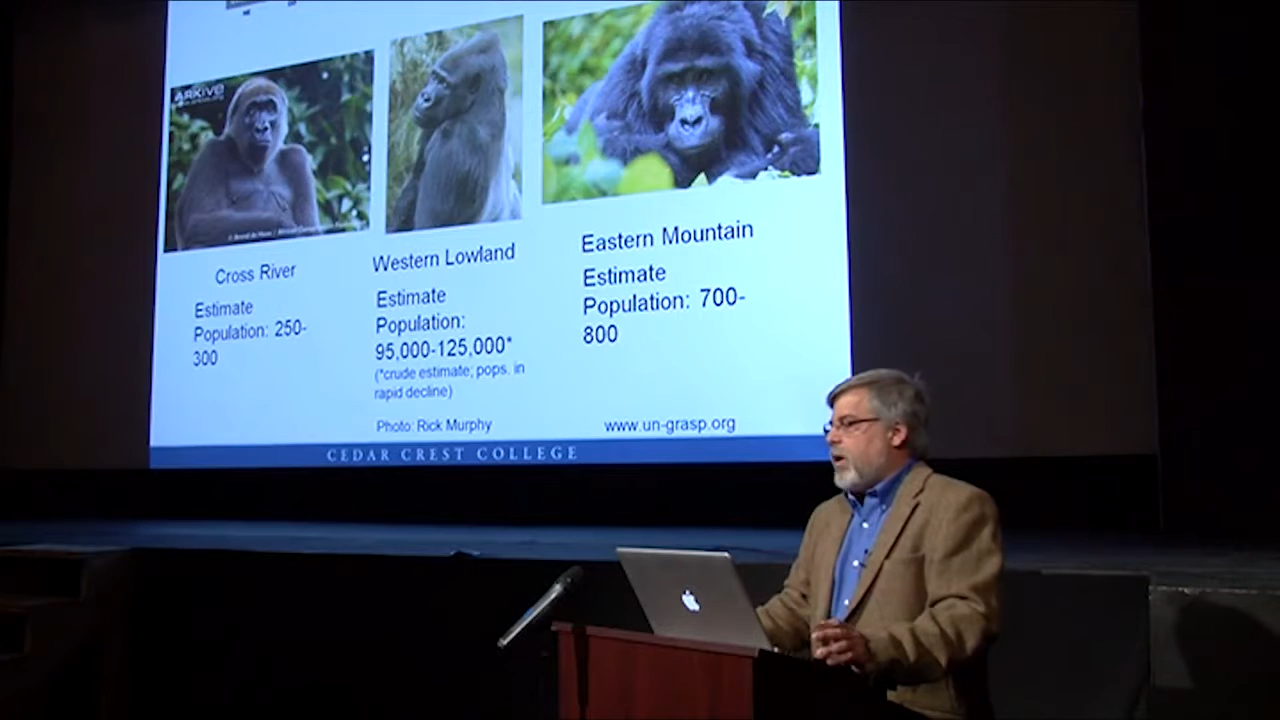 ARKIVE
Cross River
Estimate
Population: 250-
300
Western Lowland
Estimate
Population:
95,000-125,000*
(*crude estimate; pops. in
rapid decline)
Photo: Rick Murphy
Eastern Mountain
Estimate
Population: 700-
800
www.un-grasp.org
CEDAR CREST COLLEGE